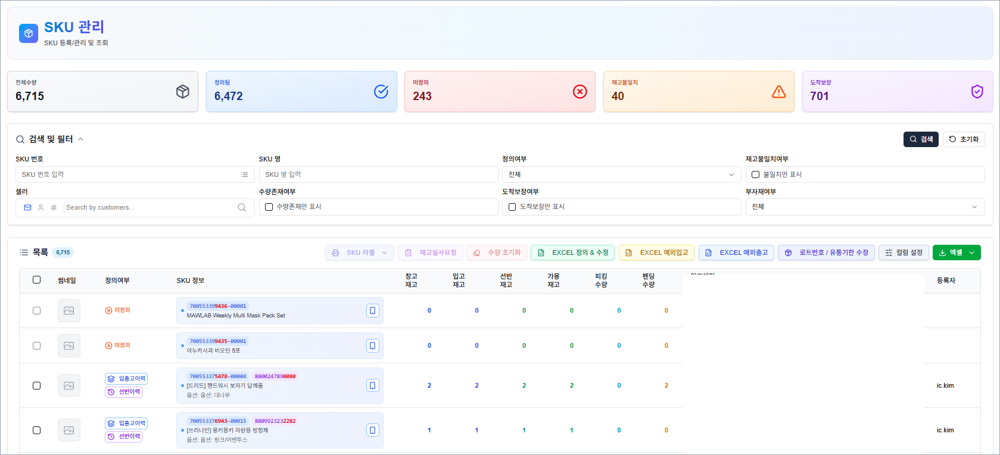 SKU 관리
SKU 등록/관리 및 조회
전체수량
6,715
정의됨
6,472
미정의
243
재고불일치
40
도착보장
701
검색 및 필터
검색
초기화
SKU 번호
SKU 명
정의여부
재고불일치여부
SKU 번호 입력
SKU 명 입력
전체
불일치만 표시
셀러
수량존재여부
도착보장여부
부자재여부
Search by customers...
수량존재만 표시
도착보장만 표시
전체
목록 6,715
SKU 라벨
재고실사요청
수량 초기화
EXCEL 정의 & 수정
EXCEL 예외입고
EXCEL 예외출고
로트번호 / 유통기한 수정
컬럼 설정
엑셀
썸네일 정의여부 SKU 정보 창고 재고 입고 재고 선반 재고 가용 재고 피킹 수량 펜딩 수량 등록자
미정의
700553399436-00001
MAWLAB Weekly Multi Mask Pack Set
0 0 0 0 0 0
미정의
700553399435-00001
아누카사과 비오틴 5포
0 0 0 0 0 0
입출고이력
선반이력
700553375478-00004 8800247890080
[트리드] 핸드워시 보자기 답례품
옵션: 옵션: 대나무
2 2 2 2 0 2 ic.kim
입출고이력
선반이력
700553376943-00015 8809923232282
[쓰리나인] 몽키몽키 차량용 방향제
옵션: 옵션: 핑크/어벤투스
1 1 1 1 0 0 ic.kim